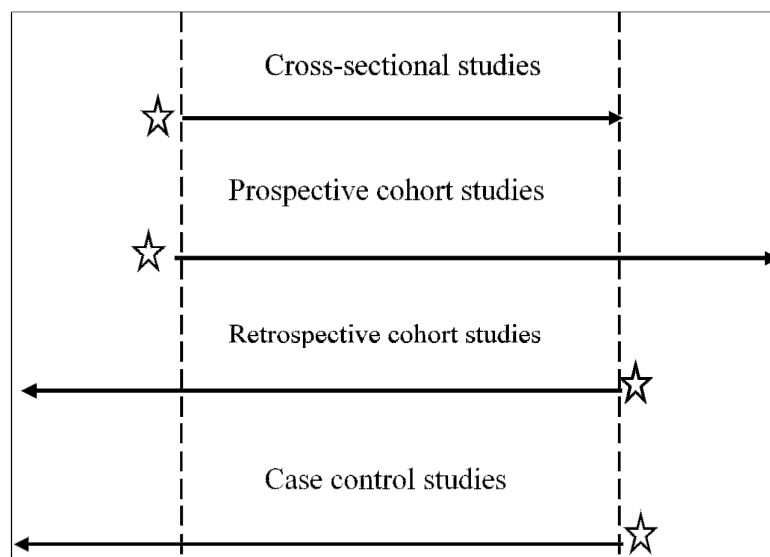 Cross-sectional studies
Prospective cohort studies
Retrospective cohort studies
Case control studies